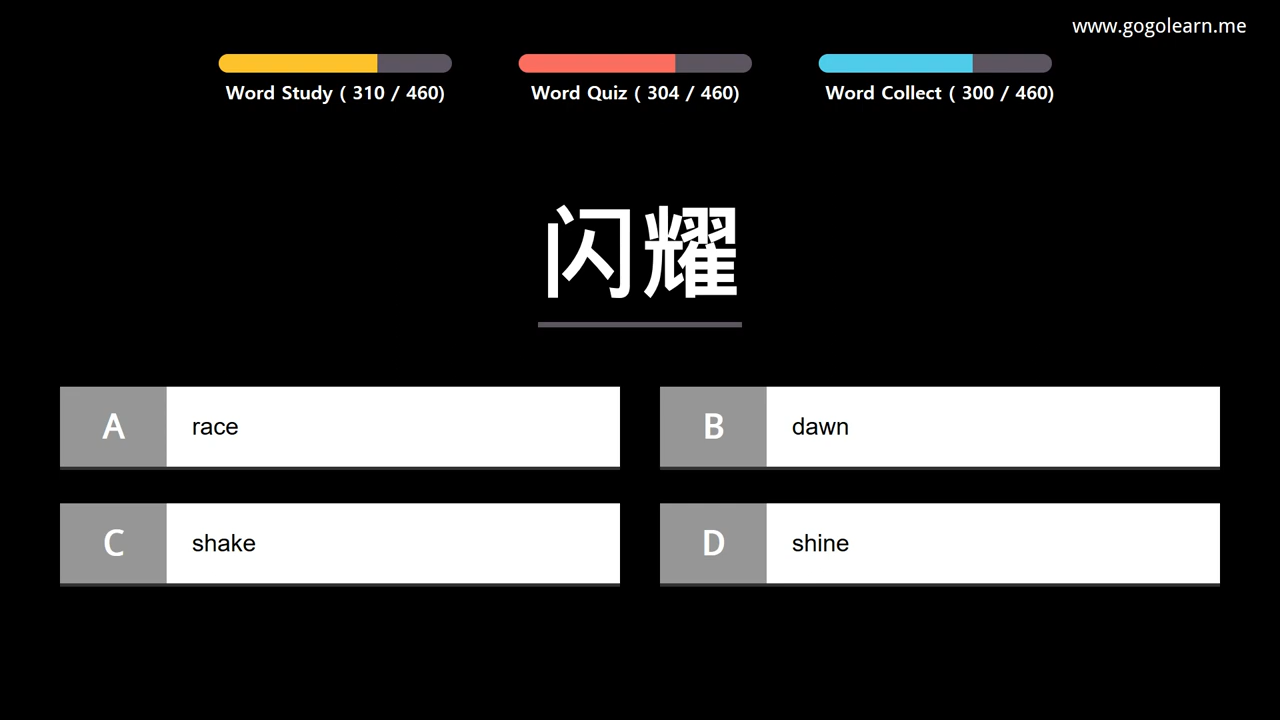 www.gogolearn.me
Word Study ( 310 / 460)
Word Quiz ( 304 / 460)
Word Collect ( 300 / 460)
闪耀
A race
B dawn
C shake
D shine